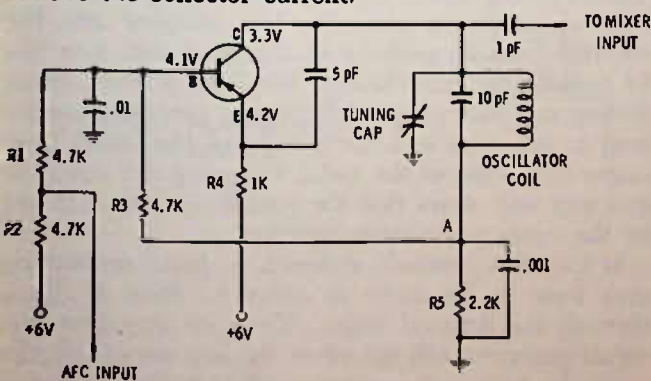 collector current.
TO MIXER
INPUT
1 pF
C 3.3V
4.1V
B
5 pF
E 4.2V
.01
10 pF
TUNING
CAP
OSCILLATOR
COIL
R1
4.7K
R3
4.7K
R4
1K
R2
4.7K
A
.001
R5
2.2K
+6V
+6V
AFC INPUT